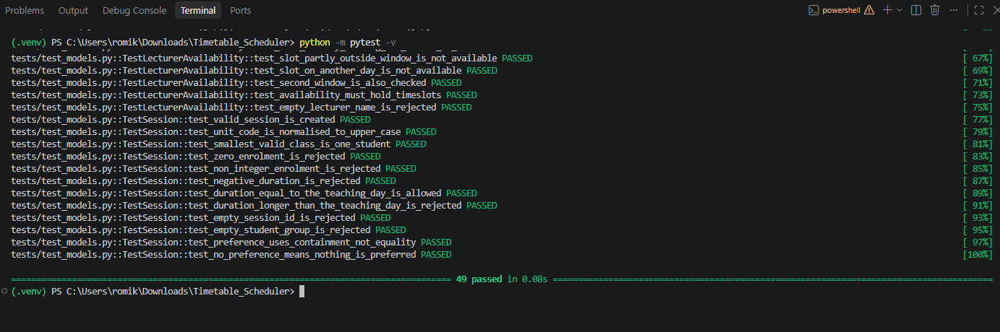 Problems Output Debug Console Terminal Ports powershell
(.venv) PS C:\Users\romik\Downloads\Timetable_Scheduler> python -m pytest -v
tests/test_models.py::TestLecturerAvailability::test_slot_partly_outside_window_is_not_available PASSED [ 67%]
tests/test_models.py::TestLecturerAvailability::test_slot_on_another_day_is_not_available PASSED [ 69%]
tests/test_models.py::TestLecturerAvailability::test_second_window_is_also_checked PASSED [ 71%]
tests/test_models.py::TestLecturerAvailability::test_availability_must_hold_timeslots PASSED [ 73%]
tests/test_models.py::TestLecturerAvailability::test_empty_lecturer_name_is_rejected PASSED [ 75%]
tests/test_models.py::TestSession::test_valid_session_is_created PASSED [ 77%]
tests/test_models.py::TestSession::test_unit_code_is_normalised_to_upper_case PASSED [ 79%]
tests/test_models.py::TestSession::test_smallest_valid_class_is_one_student PASSED [ 81%]
tests/test_models.py::TestSession::test_zero_enrolment_is_rejected PASSED [ 83%]
tests/test_models.py::TestSession::test_non_integer_enrolment_is_rejected PASSED [ 85%]
tests/test_models.py::TestSession::test_negative_duration_is_rejected PASSED [ 87%]
tests/test_models.py::TestSession::test_duration_equal_to_the_teaching_day_is_allowed PASSED [ 89%]
tests/test_models.py::TestSession::test_duration_longer_than_the_teaching_day_is_rejected PASSED [ 91%]
tests/test_models.py::TestSession::test_empty_session_id_is_rejected PASSED [ 93%]
tests/test_models.py::TestSession::test_empty_student_group_is_rejected PASSED [ 95%]
tests/test_models.py::TestSession::test_preference_uses_containment_not_equality PASSED [ 97%]
tests/test_models.py::TestSession::test_no_preference_means_nothing_is_preferred PASSED [100%]
49 passed in 0.08s
(.venv) PS C:\Users\romik\Downloads\Timetable_Scheduler>